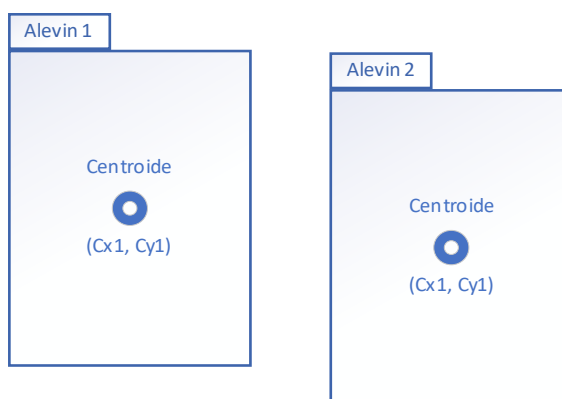 Alevin 1
Centroide
(Cx1, Cy1)
Alevin 2
Centroide
(Cx1, Cy1)